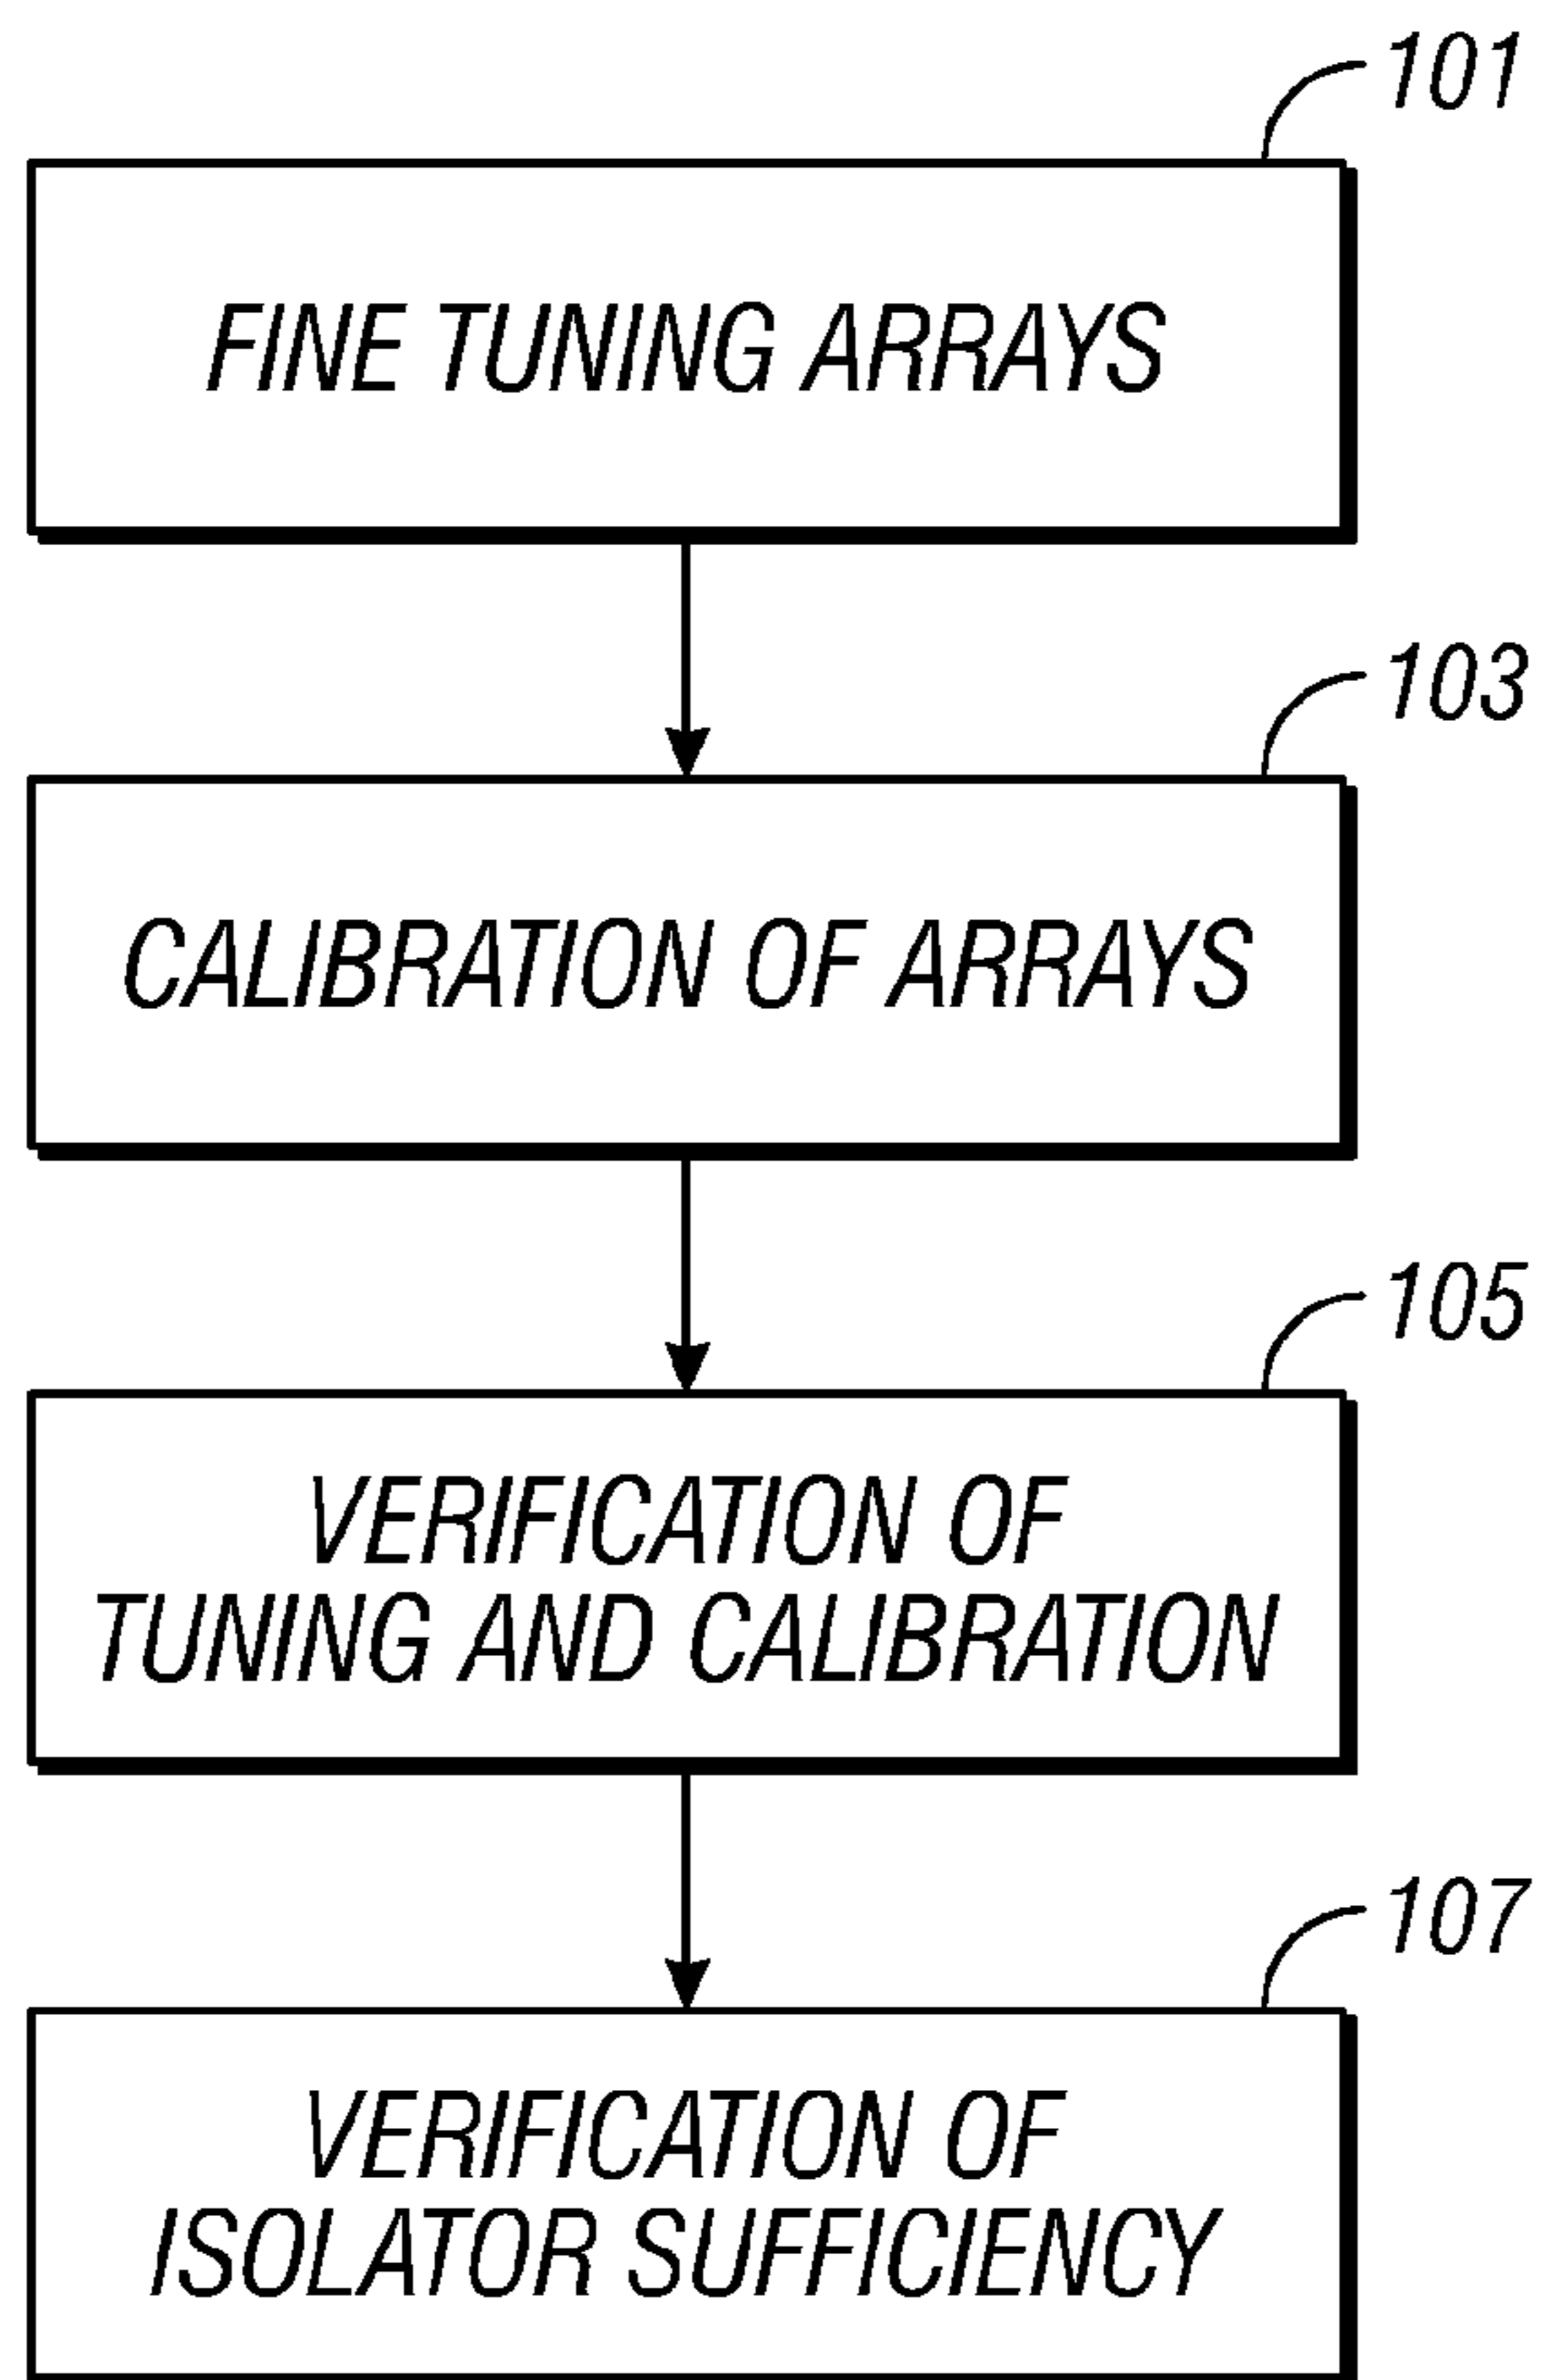 101
FINE TUNING ARRAYS
103
CALIBRATION OF ARRAYS
105
VERIFICATION OF
TUNING AND CALIBRATION
107
VERIFICATION OF
ISOLATOR SUFFICIENCY